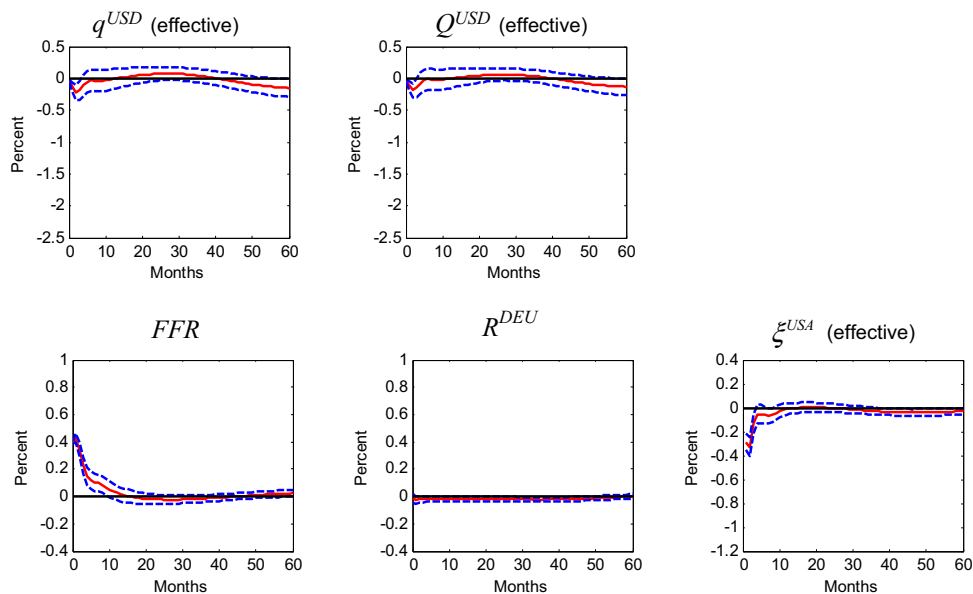 q^{USD} (effective)
0.5
0
-0.5
-1
-1.5
-2
-2.5
Percent
0 10 20 30 40 50 60
Months
Q^{USD} (effective)
0.5
0
-0.5
-1
-1.5
-2
-2.5
Percent
0 10 20 30 40 50 60
Months
FFR
1
0.8
0.6
0.4
0.2
0
-0.2
-0.4
Percent
0 10 20 30 40 50 60
Months
R^{DEU}
1
0.8
0.6
0.4
0.2
0
-0.2
-0.4
Percent
0 10 20 30 40 50 60
Months
ξ^{USA} (effective)
0.4
0.2
0
-0.2
-0.4
-0.6
-0.8
-1
-1.2
Percent
0 10 20 30 40 50 60
Months